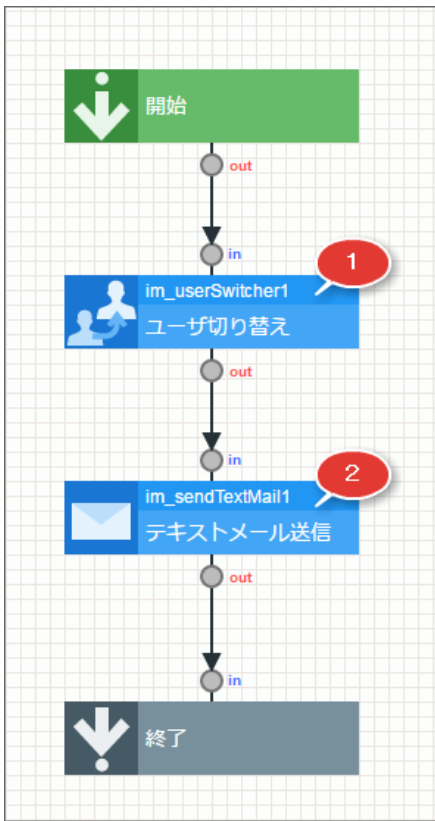 開始
out
in
1
im_userSwitcher1
ユーザ切り替え
out
in
2
im_sendTextMail1
テキストメール送信
out
in
終了